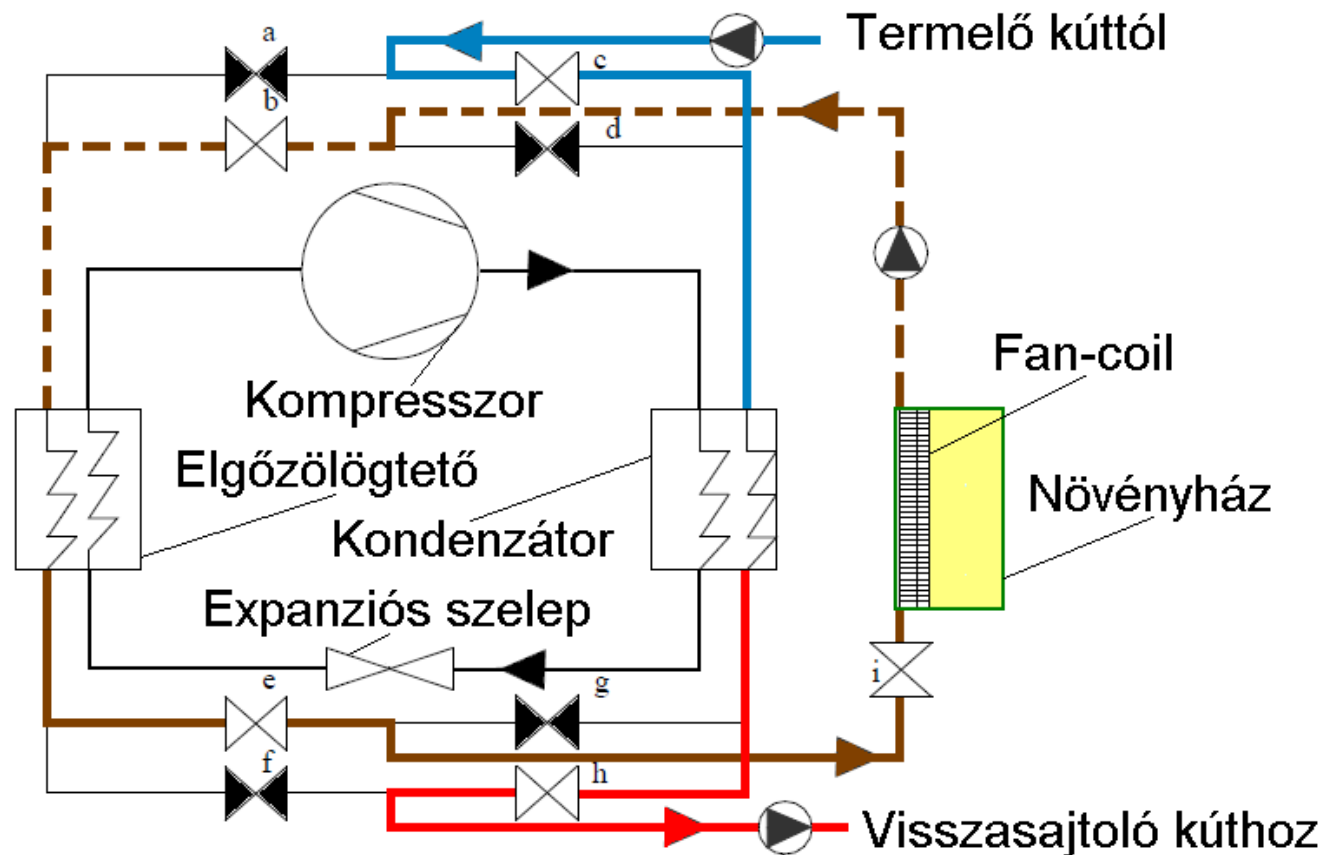 a
Termelő kúttól
c
b
d
Kompresszor
Fan-coil
Elgőzölögtető
Növényház
Kondenzátor
Expanziós szelep
i
e
g
f
h
Visszasajtoló kúthoz